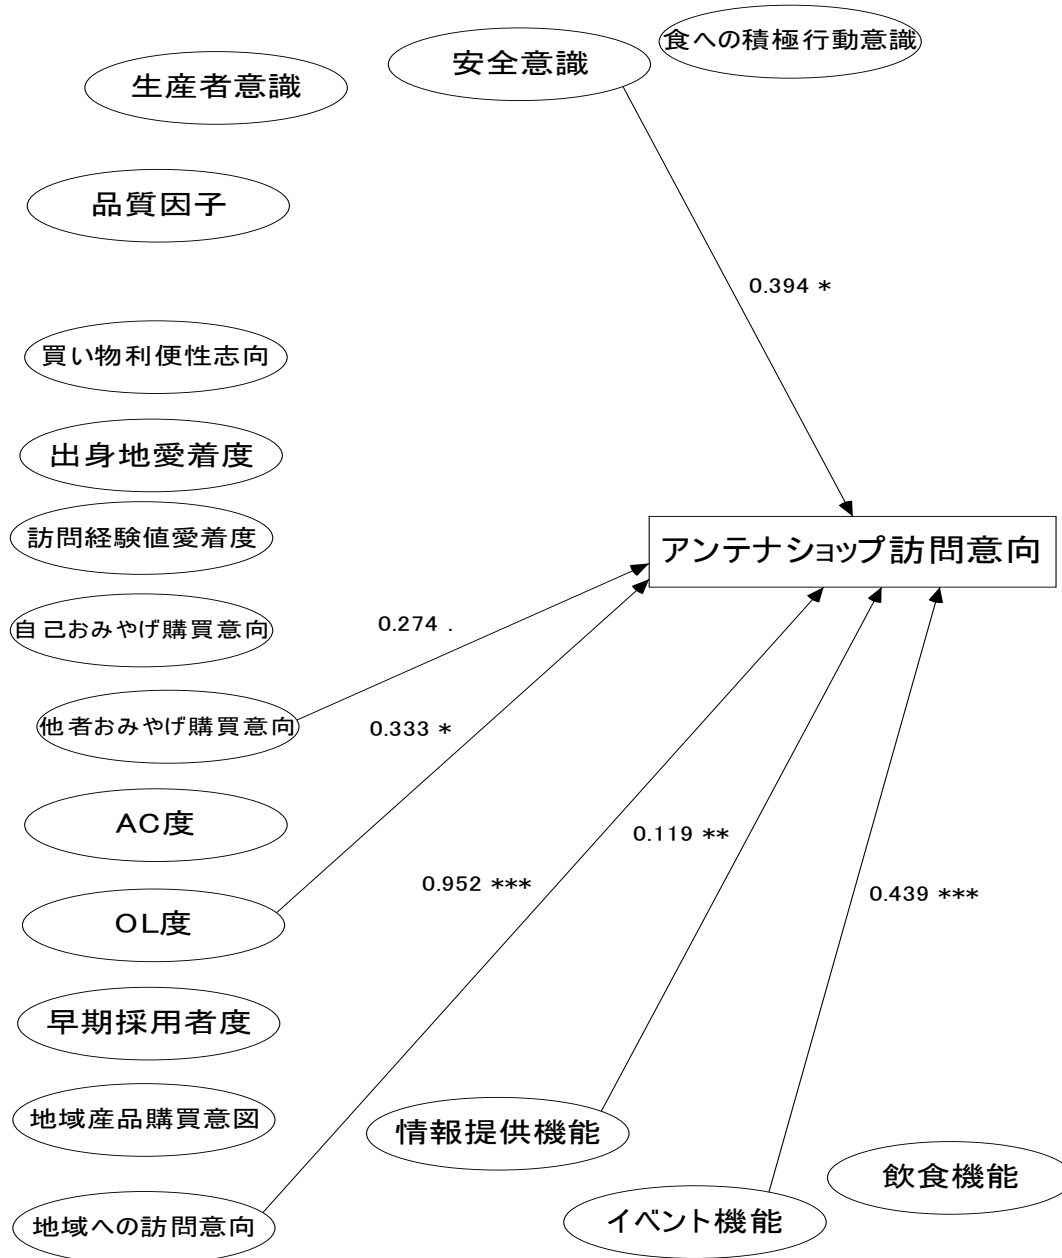 食への積極行動意識
安全意識
生産者意識
品質因子
0.394 *
買い物利便性志向
出身地愛着度
訪問経験値愛着度
アンテナショップ訪問意向
自己おみやげ購買意向
0.274 .
他者おみやげ購買意向
0.333 *
AC度
0.119 **
0.952 ***
0.439 ***
OL度
早期採用者度
地域産品購買意図
情報提供機能
飲食機能
地域への訪問意向
イベント機能